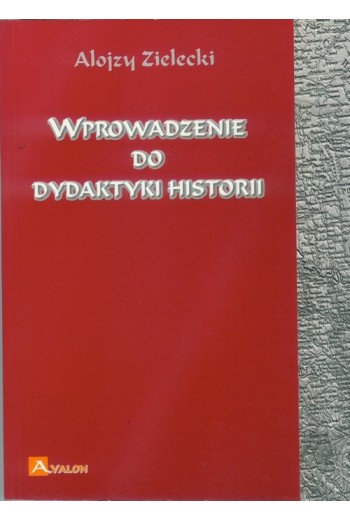 Alojzy Zielecki
WPROWADZENIE
DO
DYDAKTYKI HISTORII
AVALON